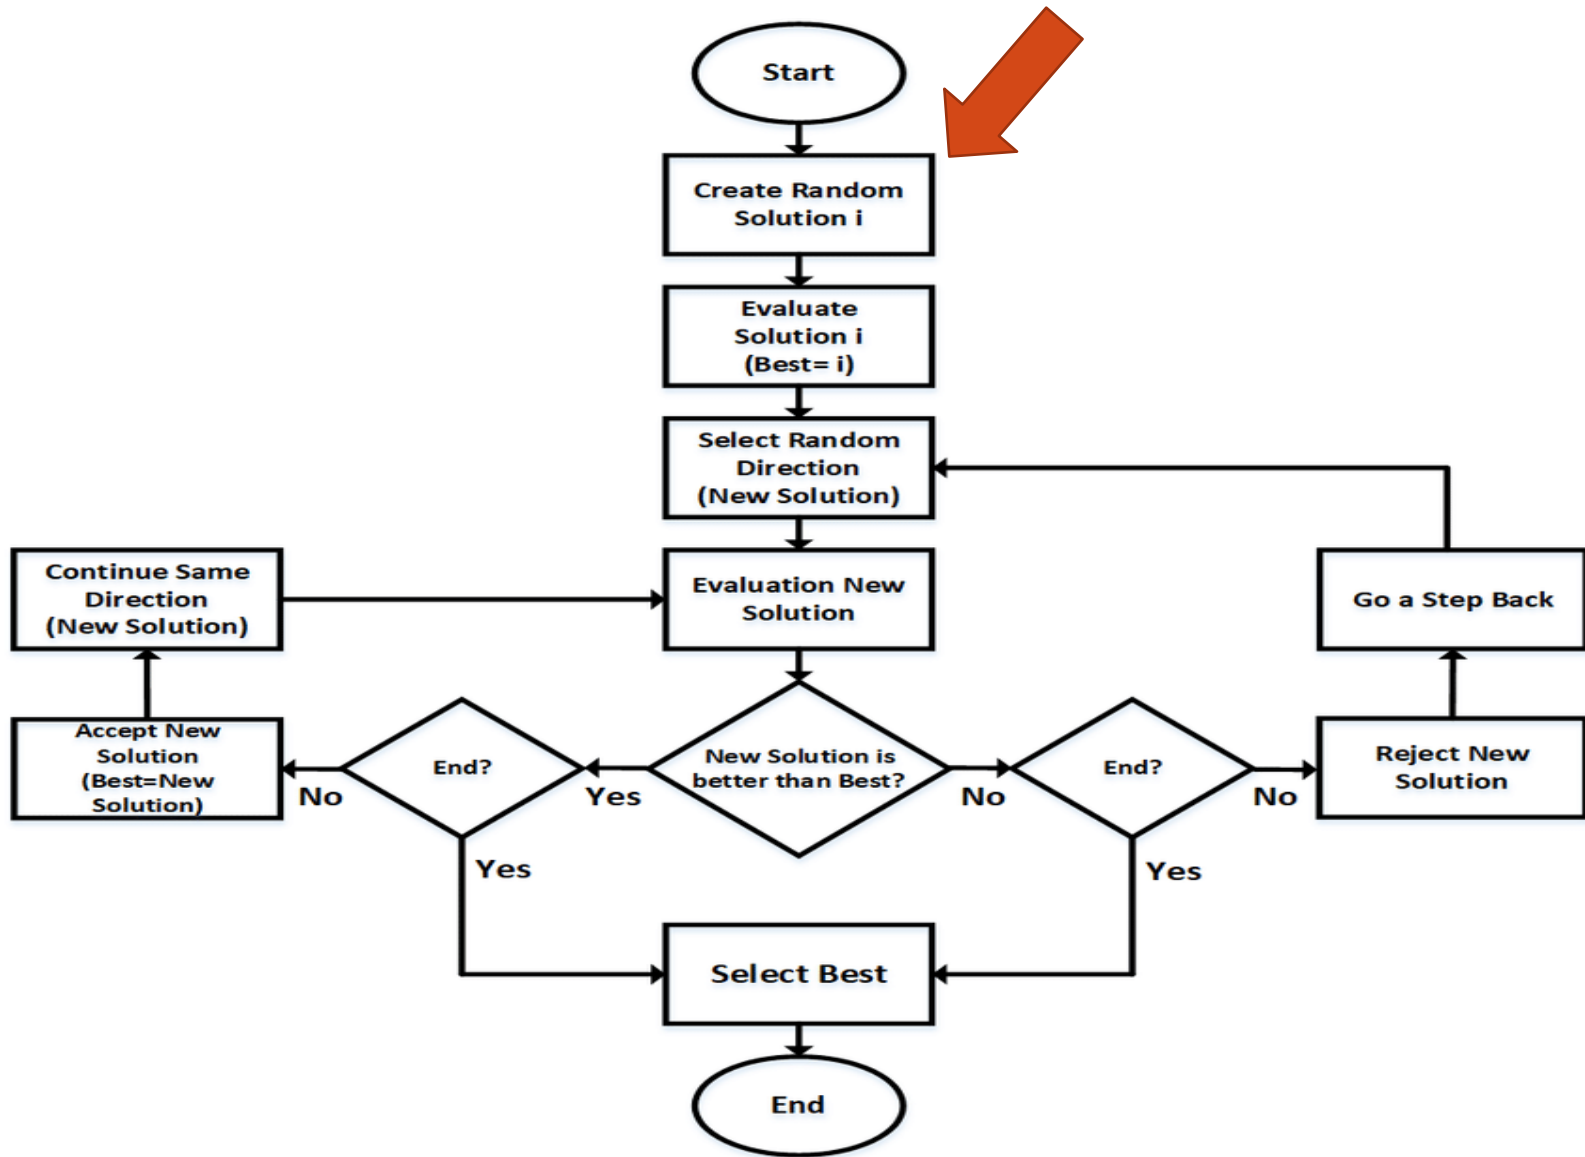 Start
Create Random
Solution i
Evaluate
Solution i
(Best= i)
Select Random
Direction
(New Solution)
Continue Same
Direction
(New Solution)
Evaluation New
Solution
Go a Step Back
Accept New
Solution
(Best=New
Solution)
No
End?
Yes
New Solution is
better than Best?
No
End?
No
Reject New
Solution
Yes
Yes
Select Best
End